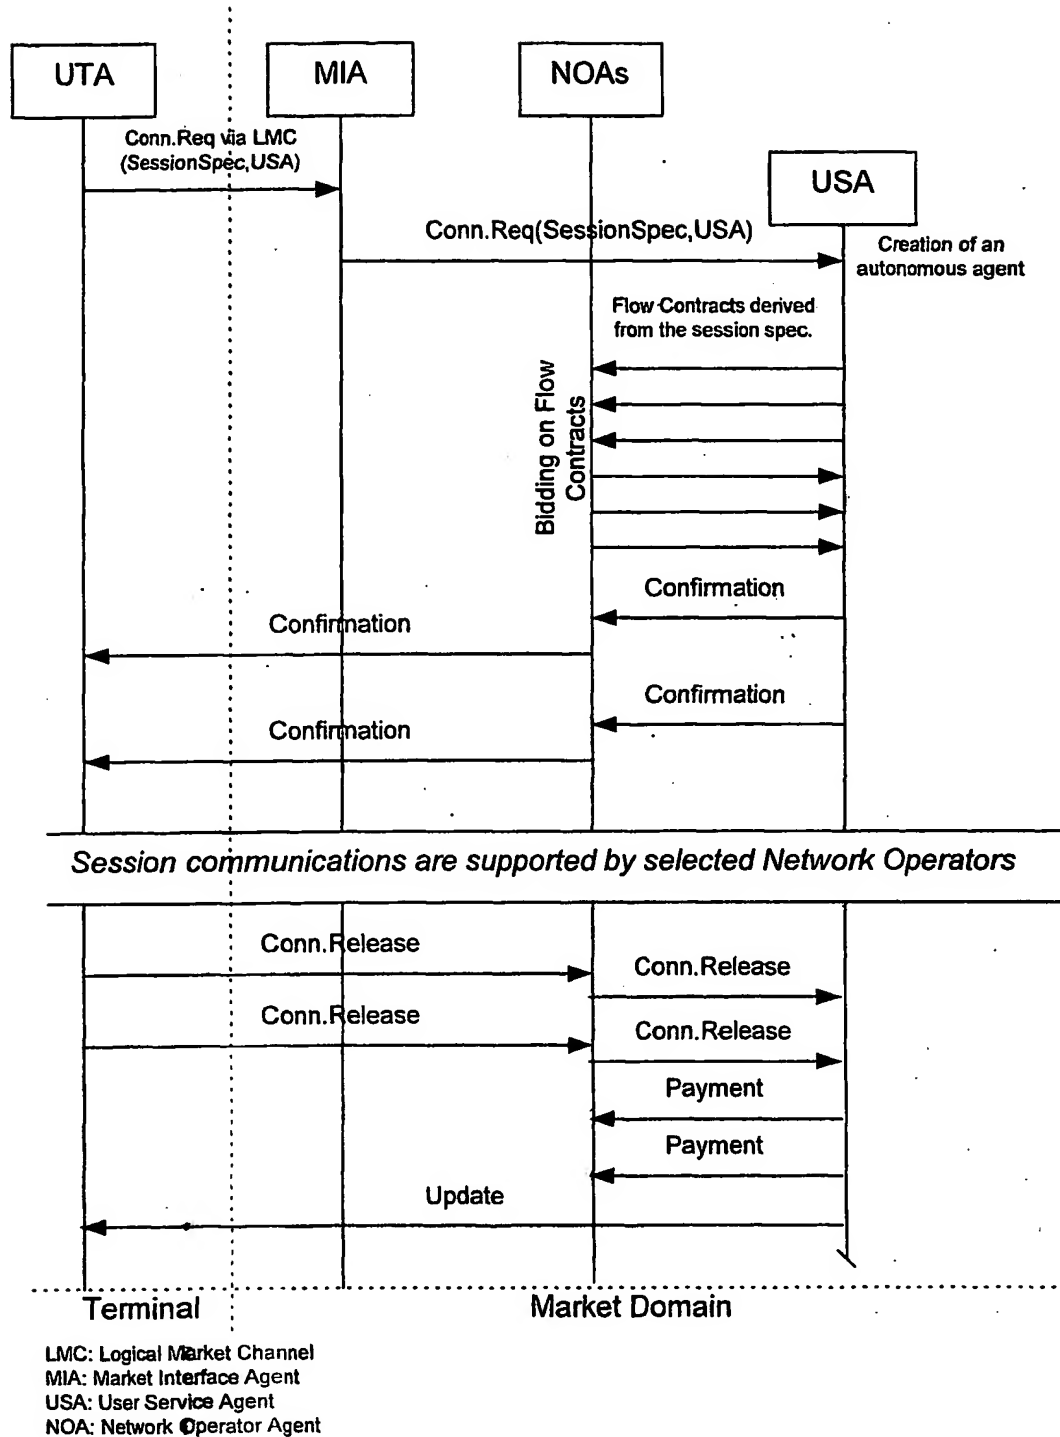 UTA
MIA
NOAs
USA
Conn.Req via LMC
(SessionSpec,USA)
Conn.Req(SessionSpec,USA)
Creation of an
autonomous agent
Flow Contracts derived
from the session spec.
Bidding on Flow
Contracts
Confirmation
Confirmation
Confirmation
Confirmation
Session communications are supported by selected Network Operators
Conn.Release
Conn.Release
Conn.Release
Conn.Release
Payment
Payment
Update
Terminal
Market Domain
LMC: Logical Market Channel
MIA: Market Interface Agent
USA: User Service Agent
NOA: Network Operator Agent